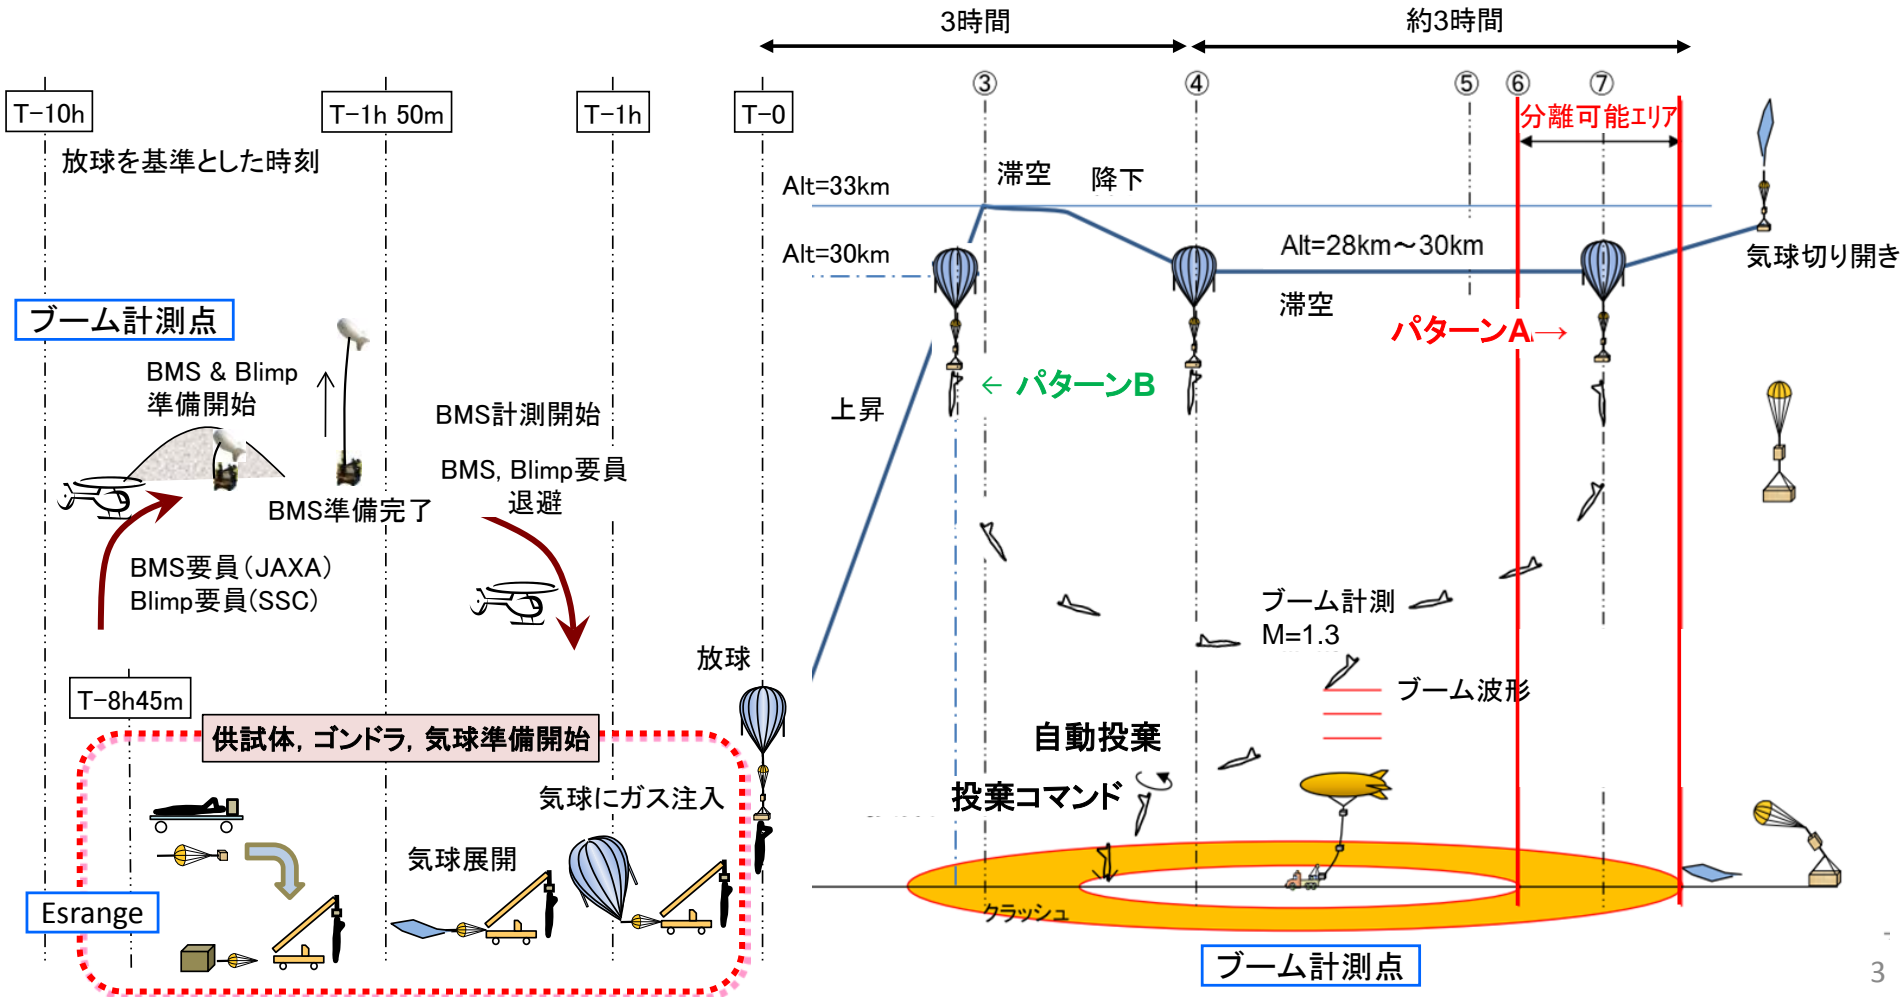 3時間
約3時間
③
④
⑤
⑥
⑦
T-10h
T-1h 50m
T-1h
T-0
分離可能エリア
放球を基準とした時刻
Alt=33km
滞空
降下
Alt=30km
Alt=28km～30km
気球切り開き
滞空
ブーム計測点
パターンA→
BMS & Blimp
準備開始
← パターンB
上昇
BMS計測開始
BMS, Blimp要員
退避
BMS準備完了
BMS要員(JAXA)
Blimp要員(SSC)
ブーム計測
M=1.3
放球
T-8h45m
ブーム波形
供試体, ゴンドラ, 気球準備開始
自動投棄
気球にガス注入
投棄コマンド
気球展開
Esrange
クラッシュ
ブーム計測点
3